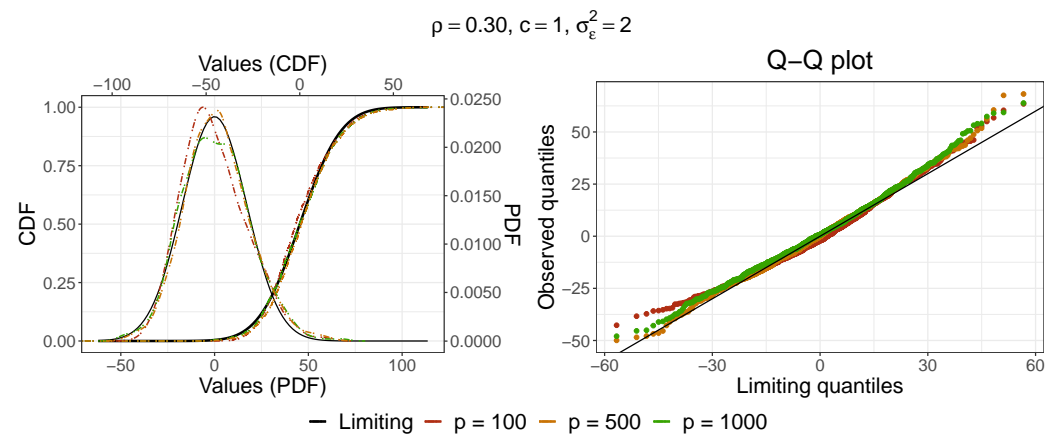 ρ = 0.30, c = 1, σ_ε^2 = 2
Values (CDF)
−100 −50 0 50
1.00
0.75
0.50
0.25
0.00
CDF
0.0250
0.0200
0.0150
0.0100
0.0050
0.0000
PDF
−50 0 50 100
Values (PDF)
Q−Q plot
Observed quantiles
50
25
0
−25
−50
−60 −30 0 30 60
Limiting quantiles
Limiting p = 100 p = 500 p = 1000